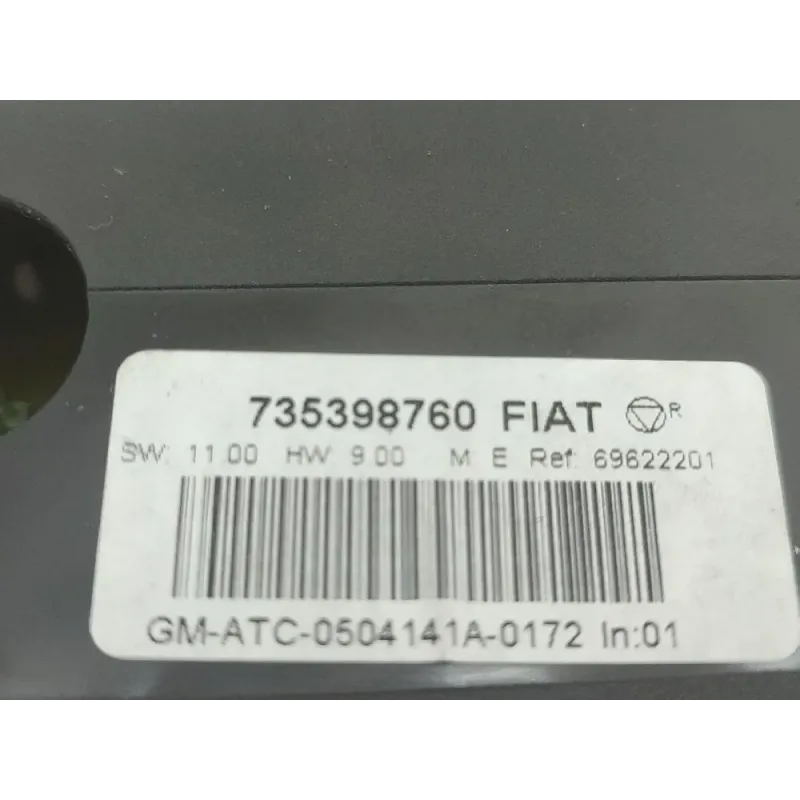 735398760 FIAT R
SW: 11.00 HW 9.00 M E Ref: 69622201
GM-ATC-0504141A-0172 In:01